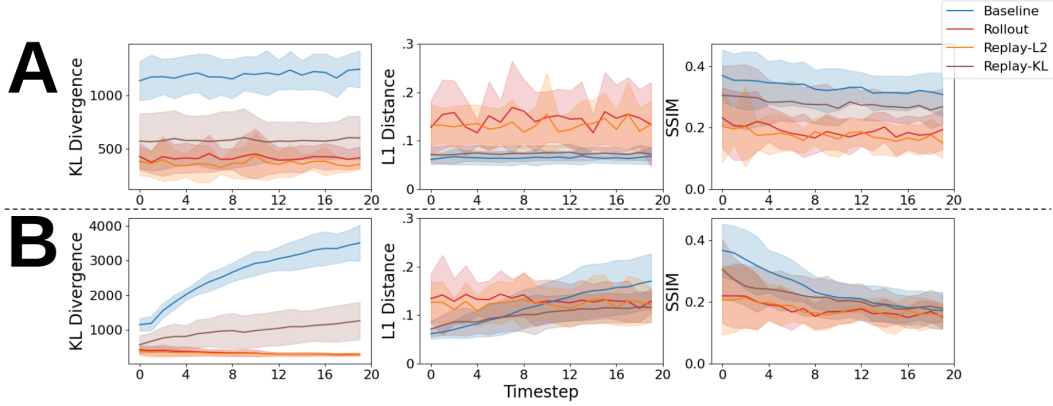 Baseline
Rollout
Replay-L2
Replay-KL
A
KL Divergence
1000
500
0 4 8 12 16 20
L1 Distance
.3
.2
.1
0
0 4 8 12 16 20
SSIM
0.4
0.2
0.0
0 4 8 12 16 20
B
KL Divergence
4000
3000
2000
1000
0 4 8 12 16 20
L1 Distance
.3
.2
.1
0
0 4 8 12 16 20
SSIM
0.4
0.2
0.0
0 4 8 12 16 20
Timestep